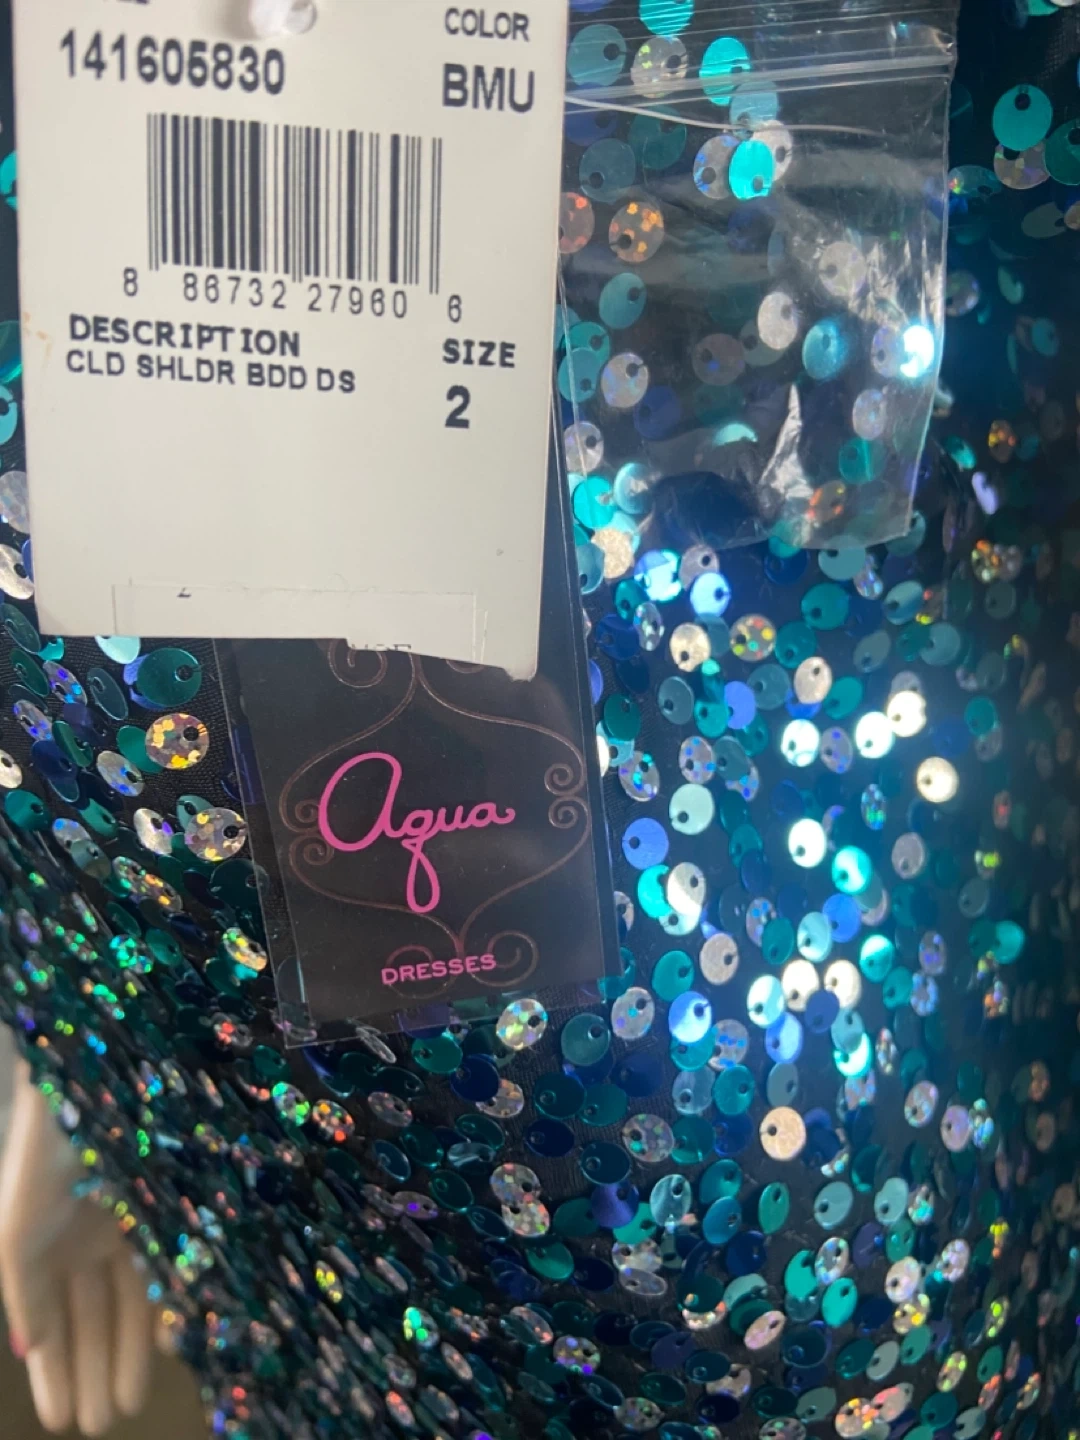 COLOR
141605830
BMU
8 86732 27960 6
DESCRIPTION
CLD SHLDR BDD DS
SIZE
2
Aqua
DRESSES